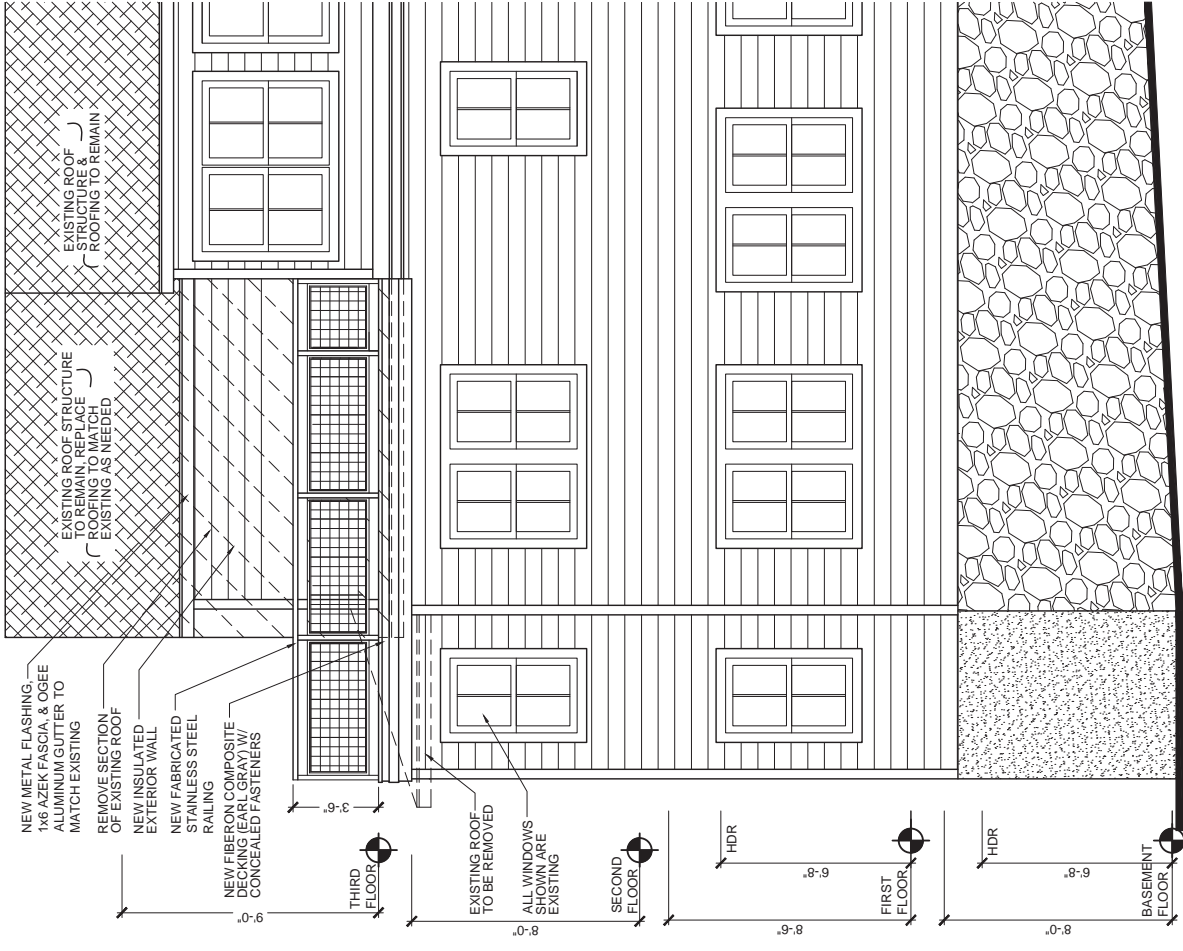 NEW METAL FLASHING,
1x6 AZEK FASCIA, & OGEE
ALUMINUM GUTTER TO
MATCH EXISTING
REMOVE SECTION
OF EXISTING ROOF
NEW INSULATED
EXTERIOR WALL
NEW FABRICATED
STAINLESS STEEL
RAILING
NEW FIBERON COMPOSITE
DECKING (EARL GRAY) W/
CONCEALED FASTENERS
EXISTING ROOF STRUCTURE
TO REMAIN, REPLACE
ROOFING TO MATCH
EXISTING AS NEEDED
EXISTING ROOF
STRUCTURE &
ROOFING TO REMAIN
3'-6"
9'-0"
THIRD
FLOOR
EXISTING ROOF
TO BE REMOVED
ALL WINDOWS
SHOWN ARE
EXISTING
8'-0"
SECOND
FLOOR
HDR
6'-8"
8'-6"
FIRST
FLOOR
HDR
6'-8"
8'-0"
BASEMENT
FLOOR